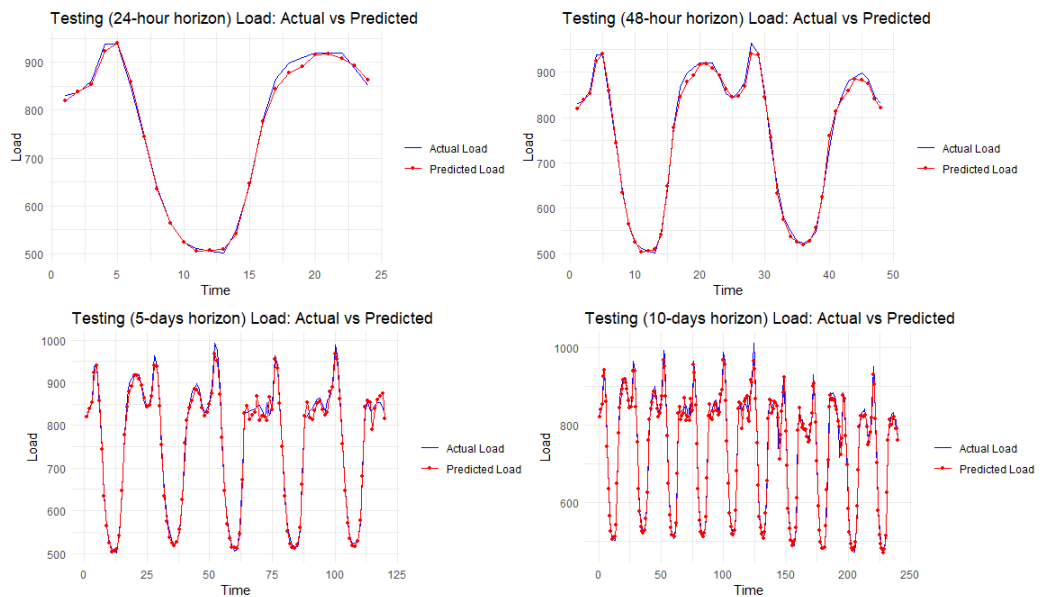 Testing (24-hour horizon) Load: Actual vs Predicted
900
800
700
600
500
Load
0 5 10 15 20 25
Time
Actual Load
Predicted Load
Testing (48-hour horizon) Load: Actual vs Predicted
900
800
700
600
500
Load
0 10 20 30 40 50
Time
Actual Load
Predicted Load
Testing (5-days horizon) Load: Actual vs Predicted
1000
900
800
700
600
500
Load
0 25 50 75 100 125
Time
Actual Load
Predicted Load
Testing (10-days horizon) Load: Actual vs Predicted
1000
800
600
Load
0 50 100 150 200 250
Time
Actual Load
Predicted Load